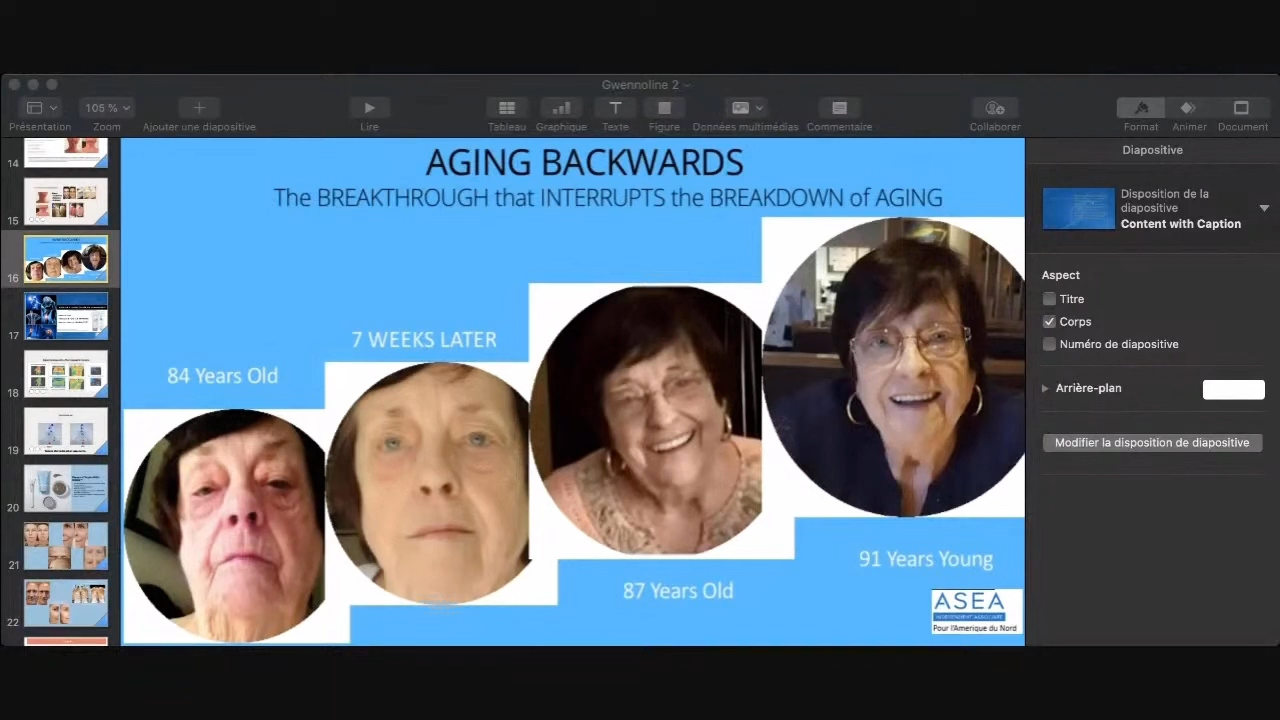 Gwennoline 2
105 %
Présentation
Zoom
Ajouter une diapositive
Lire
Tableau
Graphique
Texte
Figure
Données multimédias
Commentaire
Collaborer
Format
Animer
Document
14
15
16
17
18
19
20
21
22
AGING BACKWARDS
The BREAKTHROUGH that INTERRUPTS the BREAKDOWN of AGING
7 WEEKS LATER
84 Years Old
91 Years Young
87 Years Old
ASEA
INDEPENDENT ASSOCIATE
Pour l'Amerique du Nord
Diapositive
Disposition de la
diapositive
Content with Caption
Aspect
Titre
Corps
Numéro de diapositive
Arrière-plan
Modifier la disposition de diapositive